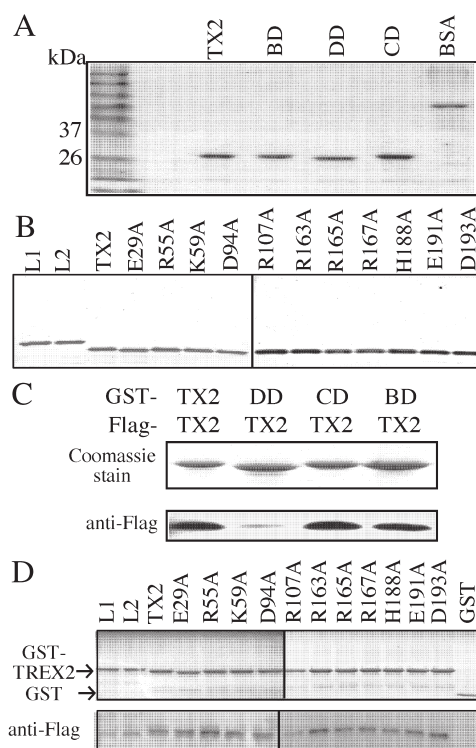 A
kDa
TX2 BD DD CD BSA
37
26
B
L1 L2 TX2 E29A R55A K59A D94A R107A R163A R165A R167A H188A E191A D193A
C
GST- TX2 DD CD BD
Flag- TX2 TX2 TX2 TX2
Coomassie
stain
anti-Flag
D
L1 L2 TX2 E29A R55A K59A D94A R107A R163A R165A R167A H188A E191A D193A GST
GST-
TREX2→
GST →
anti-Flag